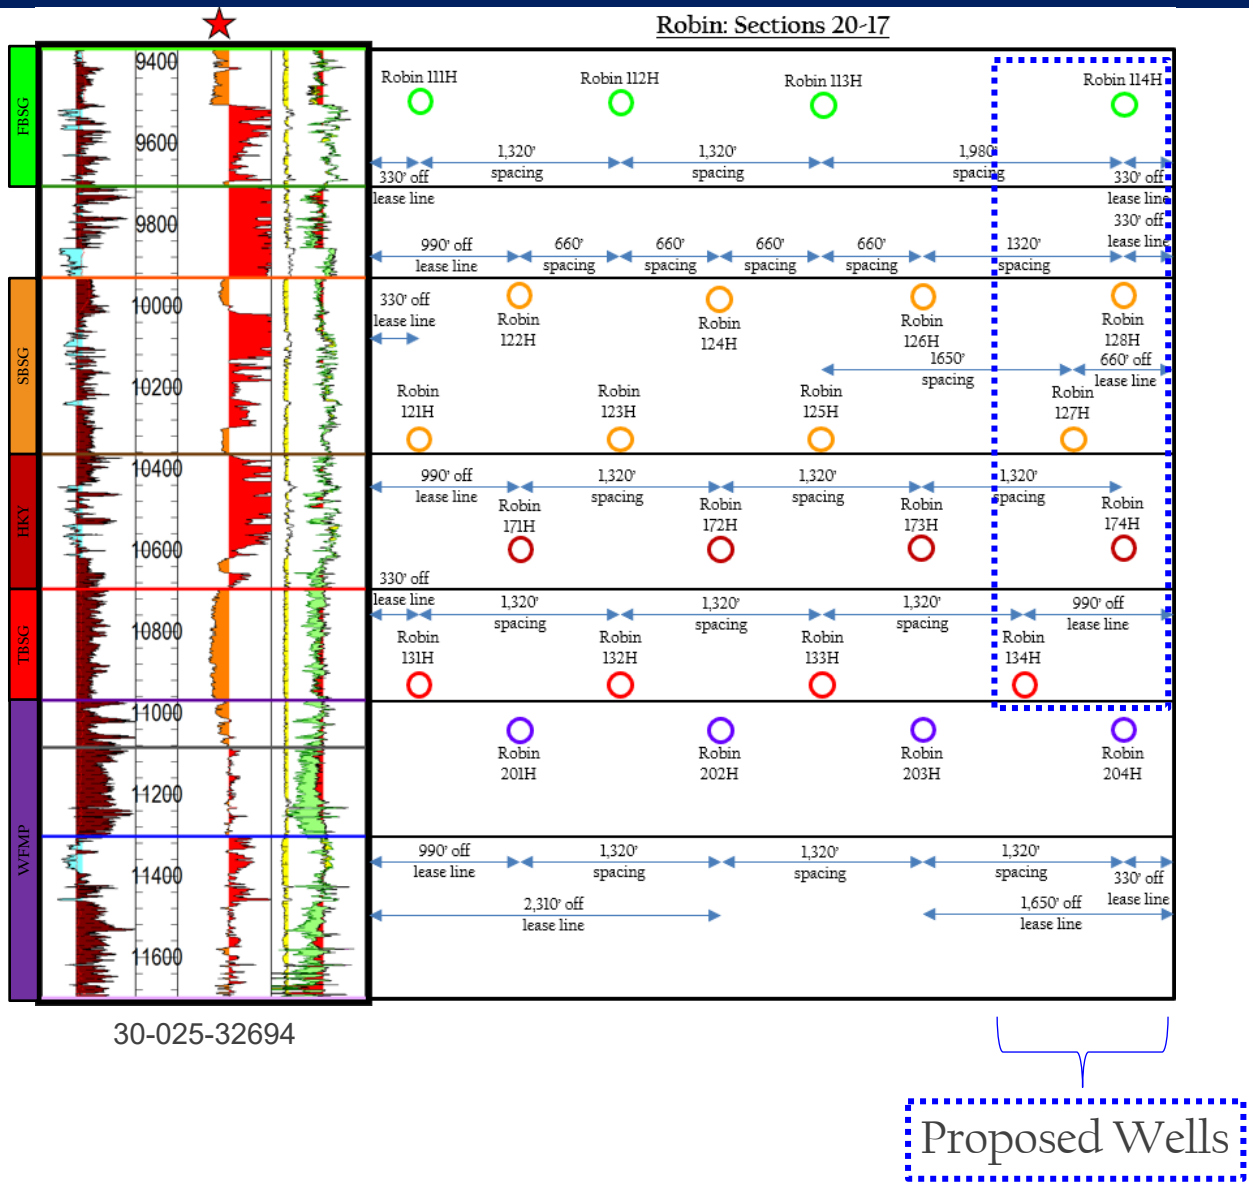 Robin: Sections 20-17
FBSG
SBSG
HKY
TBSG
WFMP
9400
9600
9800
10000
10200
10400
10600
10800
11000
11200
11400
11600
Robin 111H
Robin 112H
Robin 113H
Robin 114H
330' off
lease line
1,320'
spacing
1,320'
spacing
1,980'
spacing
330' off
lease line
990' off
lease line
660'
spacing
660'
spacing
660'
spacing
660'
spacing
1320'
spacing
330' off
lease line
330' off
lease line
Robin
122H
Robin
124H
Robin
126H
Robin
128H
1650'
spacing
660' off
lease line
Robin
121H
Robin
123H
Robin
125H
Robin
127H
990' off
lease line
1,320'
spacing
1,320'
spacing
1,320'
spacing
Robin
171H
Robin
172H
Robin
173H
Robin
174H
330' off
lease line
1,320'
spacing
1,320'
spacing
1,320'
spacing
990' off
lease line
Robin
131H
Robin
132H
Robin
133H
Robin
134H
Robin
201H
Robin
202H
Robin
203H
Robin
204H
990' off
lease line
1,320'
spacing
1,320'
spacing
1,320'
spacing
330' off
lease line
2,310' off
lease line
1,650' off
lease line
30-025-32694
Proposed Wells